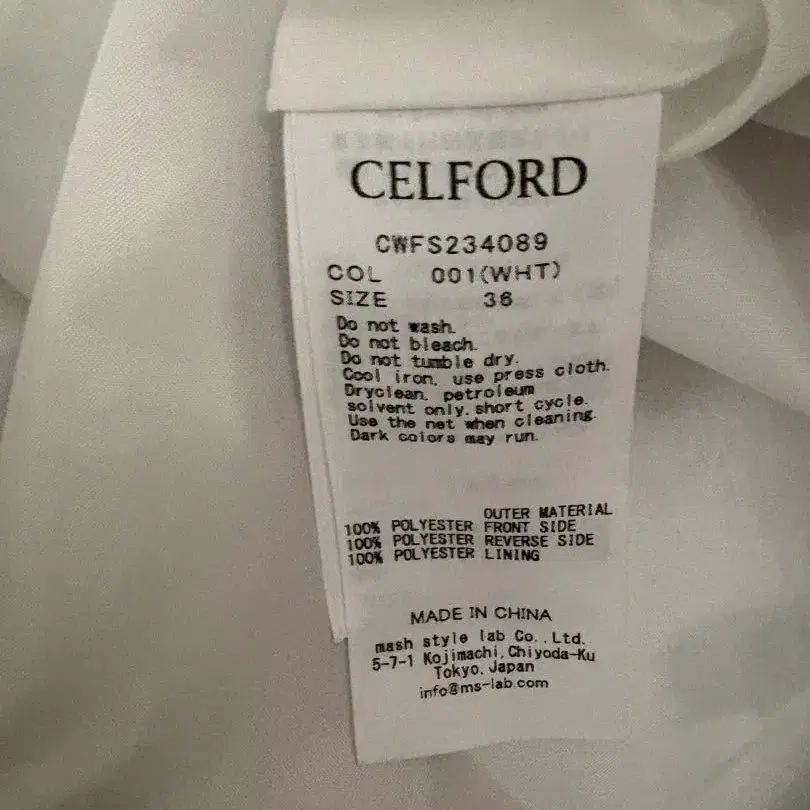 CELFORD
CWFS234089
COL 001(WHT)
SIZE 36
Do not wash.
Do not bleach.
Do not tumble dry.
Cool iron, use press cloth.
Dryclean, petroleum
solvent only. short cycle.
Use the net when cleaning.
Dark colors may run.
OUTER MATERIAL
100% POLYESTER FRONT SIDE
100% POLYESTER REVERSE SIDE
100% POLYESTER LINING
MADE IN CHINA
mash style lab Co.,Ltd.
5-7-1 Kojimachi,Chiyoda-Ku
Tokyo,Japan
info@ms-lab.com